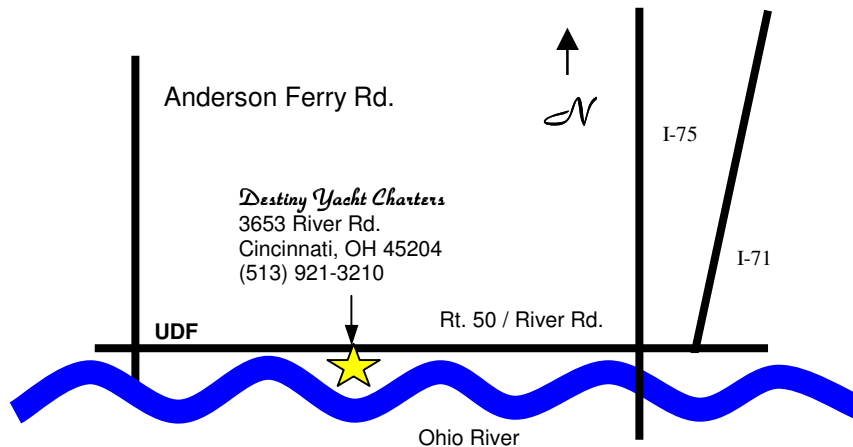 Anderson Ferry Rd.
N
I-75
Destiny Yacht Charters
3653 River Rd.
Cincinnati, OH 45204
(513) 921-3210
I-71
UDF
Rt. 50 / River Rd.
Ohio River